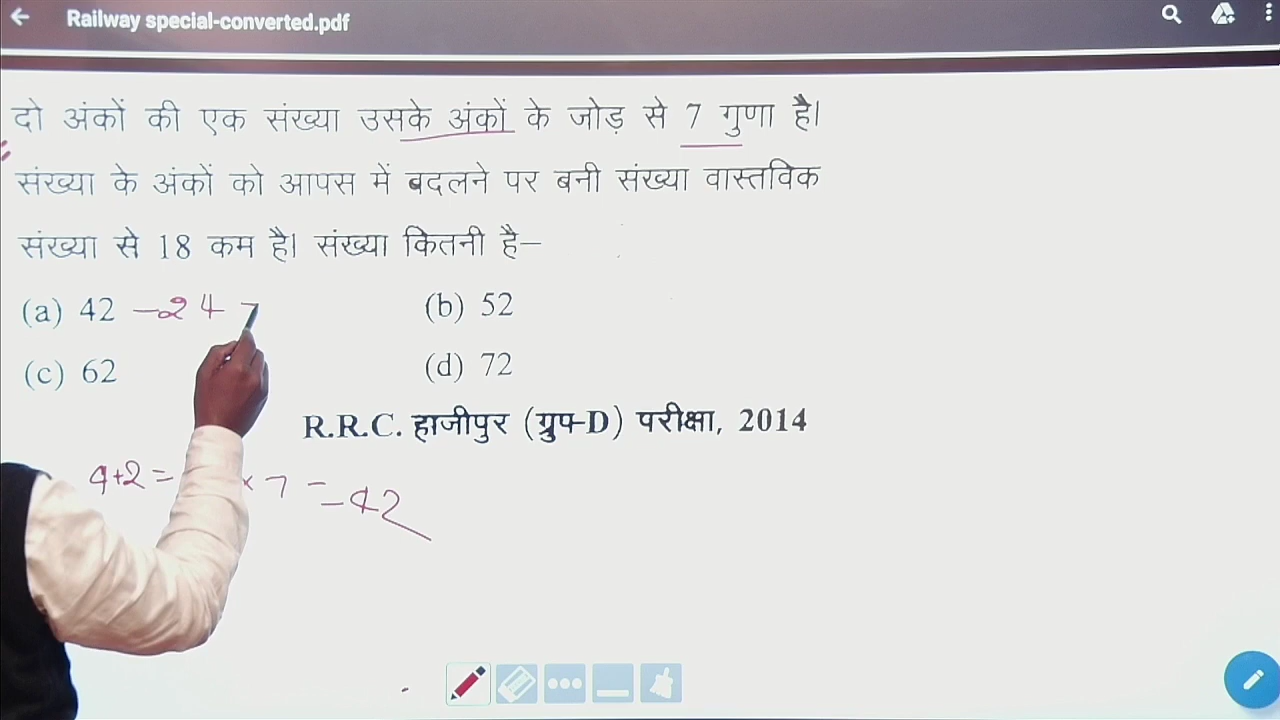 Railway special-converted.pdf
दो अंकों की एक संख्या उसके अंकों के जोड़ से 7 गुणा है।
संख्या के अंकों को आपस में बदलने पर बनी संख्या वास्तविक
संख्या से 18 कम है। संख्या कितनी है–
(a) 42 –24 (b) 52
(c) 62 (d) 72
R.R.C. हाजीपुर (ग्रुप-D) परीक्षा, 2014
4+2= × 7 = 42